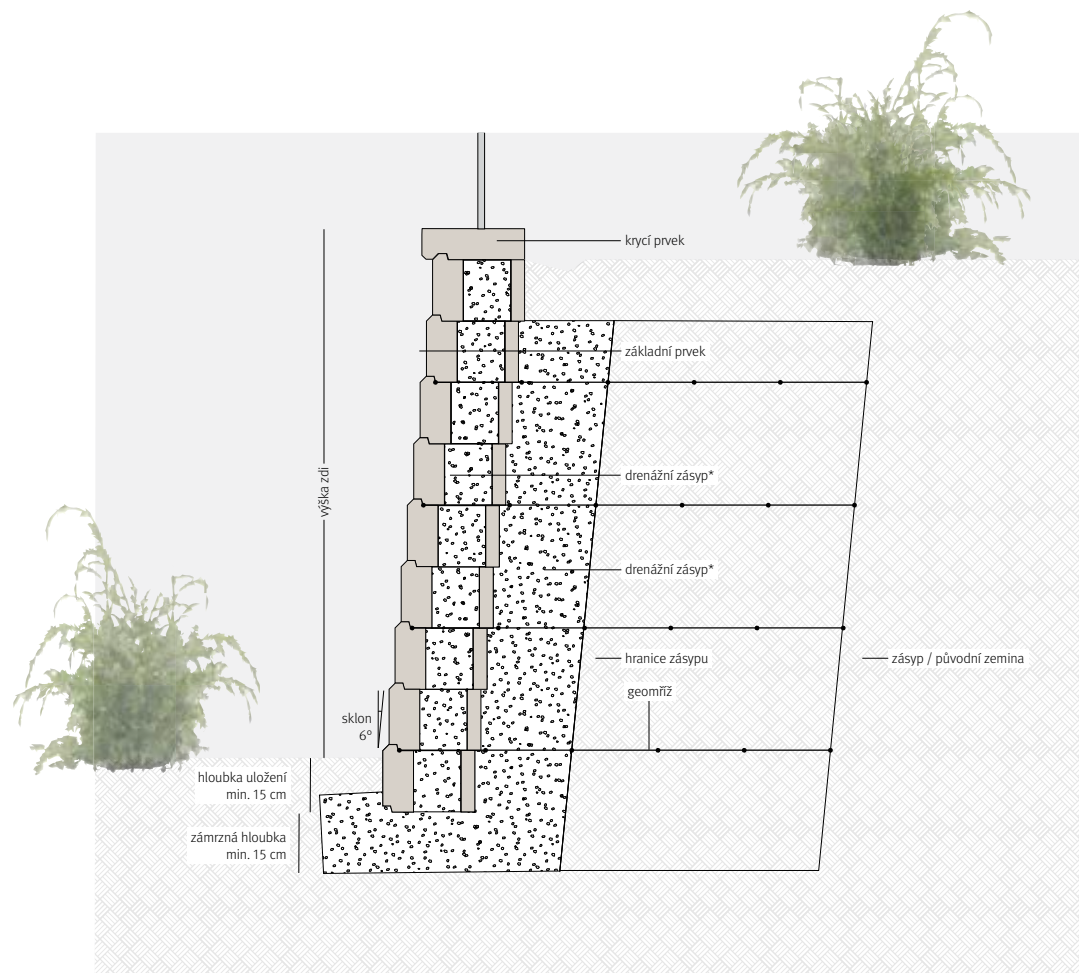 krycí prvek
základní prvek
výška zdi
drenážní zásyp*
drenážní zásyp*
hranice zásypu
zásyp / původní zemina
geomříž
sklon
6°
hloubka uložení
min. 15 cm
zámrzná hloubka
min. 15 cm